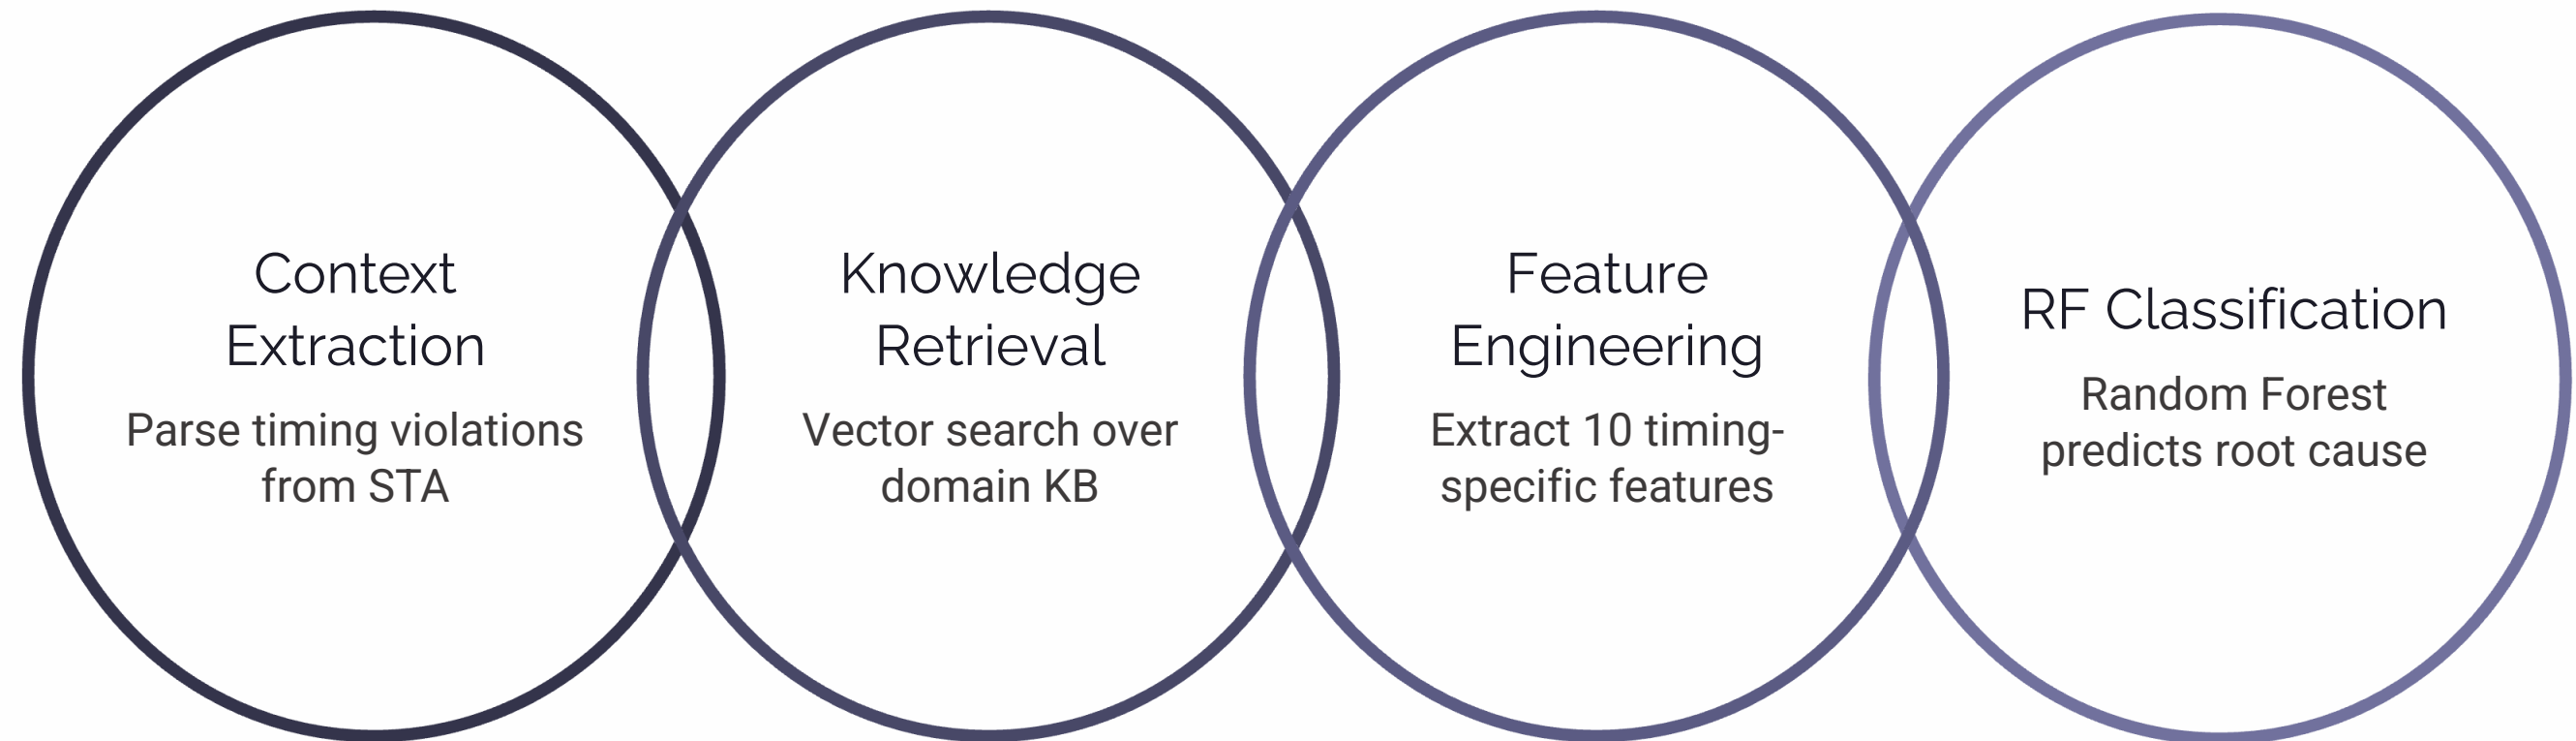 Context
Extraction
Parse timing violations
from STA
Knowledge
Retrieval
Vector search over
domain KB
Feature
Engineering
Extract 10 timing-
specific features
RF Classification
Random Forest
predicts root cause